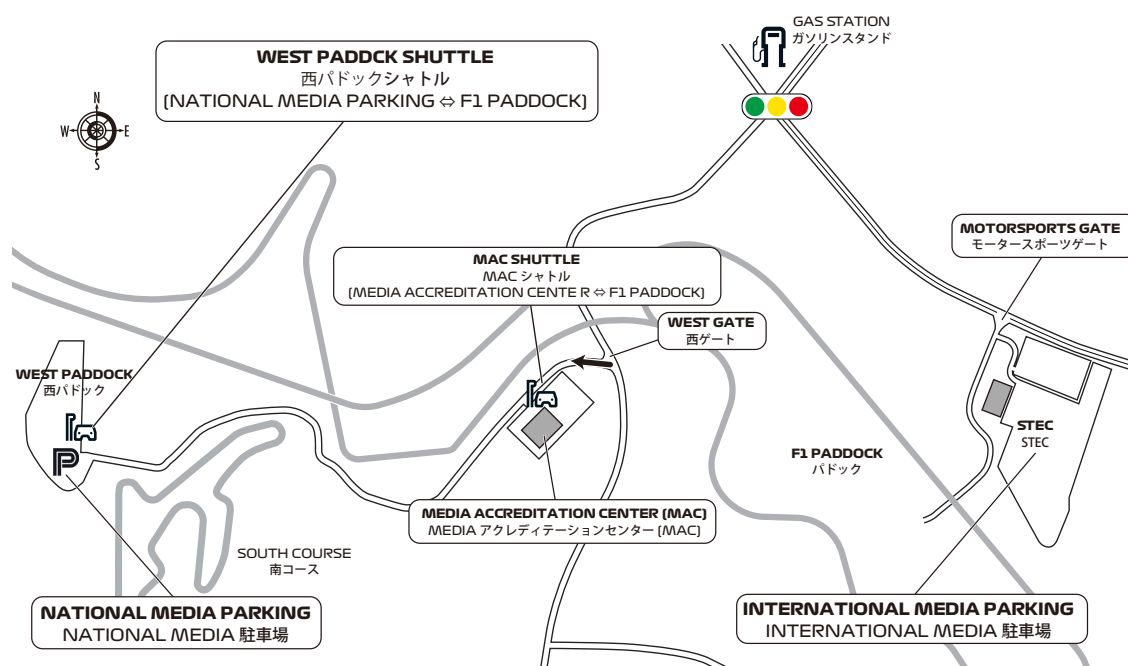 GAS STATION
ガソリンスタンド
WEST PADDCK SHUTTLE
西パドックシャトル
(NATIONAL MEDIA PARKING ⇔ F1 PADDOCK)
N
W
E
S
MOTORSPORTS GATE
モータースポーツゲート
MAC SHUTTLE
MAC シャトル
(MEDIA ACCREDITATION CENTE R ⇔ F1 PADDOCK)
WEST GATE
西ゲート
WEST PADDOCK
西パドック
P
STEC
STEC
F1 PADDOCK
パドック
MEDIA ACCREDITATION CENTER (MAC)
MEDIA アクレディテーションセンター (MAC)
SOUTH COURSE
南コース
NATIONAL MEDIA PARKING
NATIONAL MEDIA 駐車場
INTERNATIONAL MEDIA PARKING
INTERNATIONAL MEDIA 駐車場